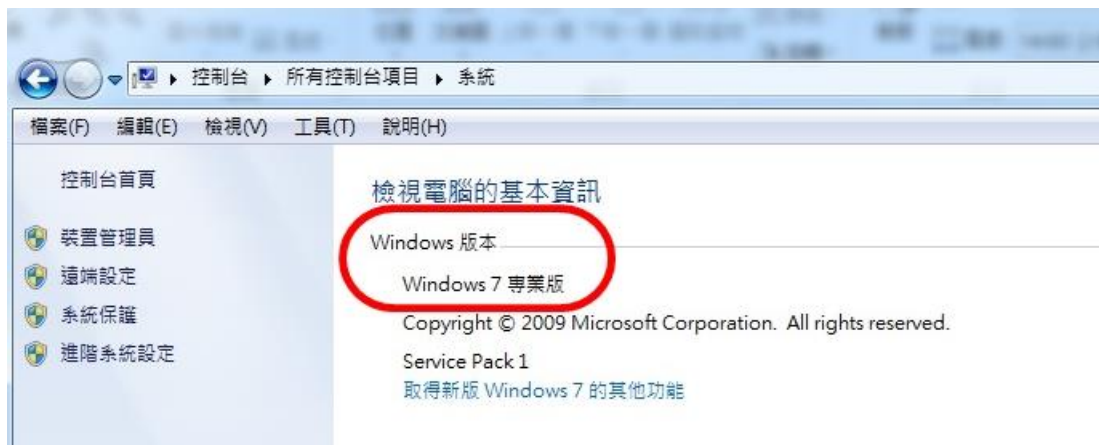 控制台 ▸ 所有控制台項目 ▸ 系統
檔案(F) 編輯(E) 檢視(V) 工具(T) 說明(H)
控制台首頁
裝置管理員
遠端設定
系統保護
進階系統設定
檢視電腦的基本資訊
Windows 版本
Windows 7 專業版
Copyright © 2009 Microsoft Corporation. All rights reserved.
Service Pack 1
取得新版 Windows 7 的其他功能